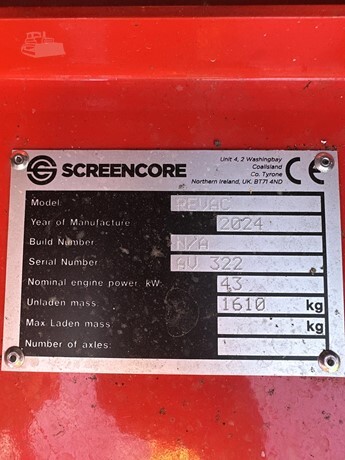 SCREENCORE
Unit 4, 2 Washingbay
Coalisland
Co. Tyrone
Northern Ireland, UK. BT71 4ND
CE
Model: REVAC
Year of Manufacture: 2024
Build Number: N/A
Serial Number: AV 322
Nominal engine power, kW: 43
Unladen mass: 1610 kg
Max Laden mass: kg
Number of axles: